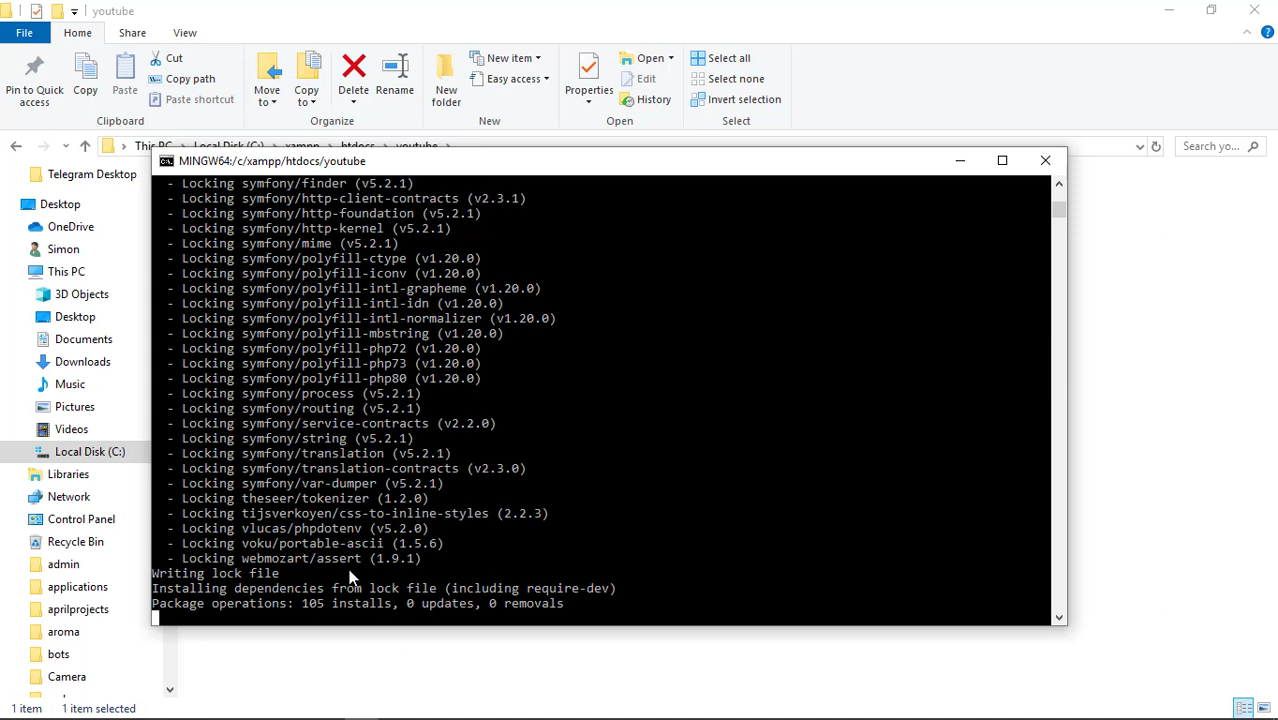 youtube
File Home Share View
Pin to Quick access
Copy
Paste
Cut
Copy path
Paste shortcut
Clipboard
Move to
Copy to
Delete
Rename
Organize
New folder
New item
Easy access
New
Properties
Open
Edit
History
Open
Select all
Select none
Invert selection
Select
This PC Local Disk (C:) xampp htdocs youtube
Search yo...
Telegram Desktop
Desktop
OneDrive
Simon
This PC
3D Objects
Desktop
Documents
Downloads
Music
Pictures
Videos
Local Disk (C:)
Libraries
Network
Control Panel
Recycle Bin
admin
applications
aprilprojects
aroma
bots
Camera
1 item 1 item selected
MINGW64:/c/xampp/htdocs/youtube
- Locking symfony/finder (v5.2.1)
- Locking symfony/http-client-contracts (v2.3.1)
- Locking symfony/http-foundation (v5.2.1)
- Locking symfony/http-kernel (v5.2.1)
- Locking symfony/mime (v5.2.1)
- Locking symfony/polyfill-ctype (v1.20.0)
- Locking symfony/polyfill-iconv (v1.20.0)
- Locking symfony/polyfill-intl-grapheme (v1.20.0)
- Locking symfony/polyfill-intl-idn (v1.20.0)
- Locking symfony/polyfill-intl-normalizer (v1.20.0)
- Locking symfony/polyfill-mbstring (v1.20.0)
- Locking symfony/polyfill-php72 (v1.20.0)
- Locking symfony/polyfill-php73 (v1.20.0)
- Locking symfony/polyfill-php80 (v1.20.0)
- Locking symfony/process (v5.2.1)
- Locking symfony/routing (v5.2.1)
- Locking symfony/service-contracts (v2.2.0)
- Locking symfony/string (v5.2.1)
- Locking symfony/translation (v5.2.1)
- Locking symfony/translation-contracts (v2.3.0)
- Locking symfony/var-dumper (v5.2.1)
- Locking theseer/tokenizer (1.2.0)
- Locking tijsverkoyen/css-to-inline-styles (2.2.3)
- Locking vlucas/phpdotenv (v5.2.0)
- Locking voku/portable-ascii (1.5.6)
- Locking webmozart/assert (1.9.1)
Writing lock file
Installing dependencies from lock file (including require-dev)
Package operations: 105 installs, 0 updates, 0 removals